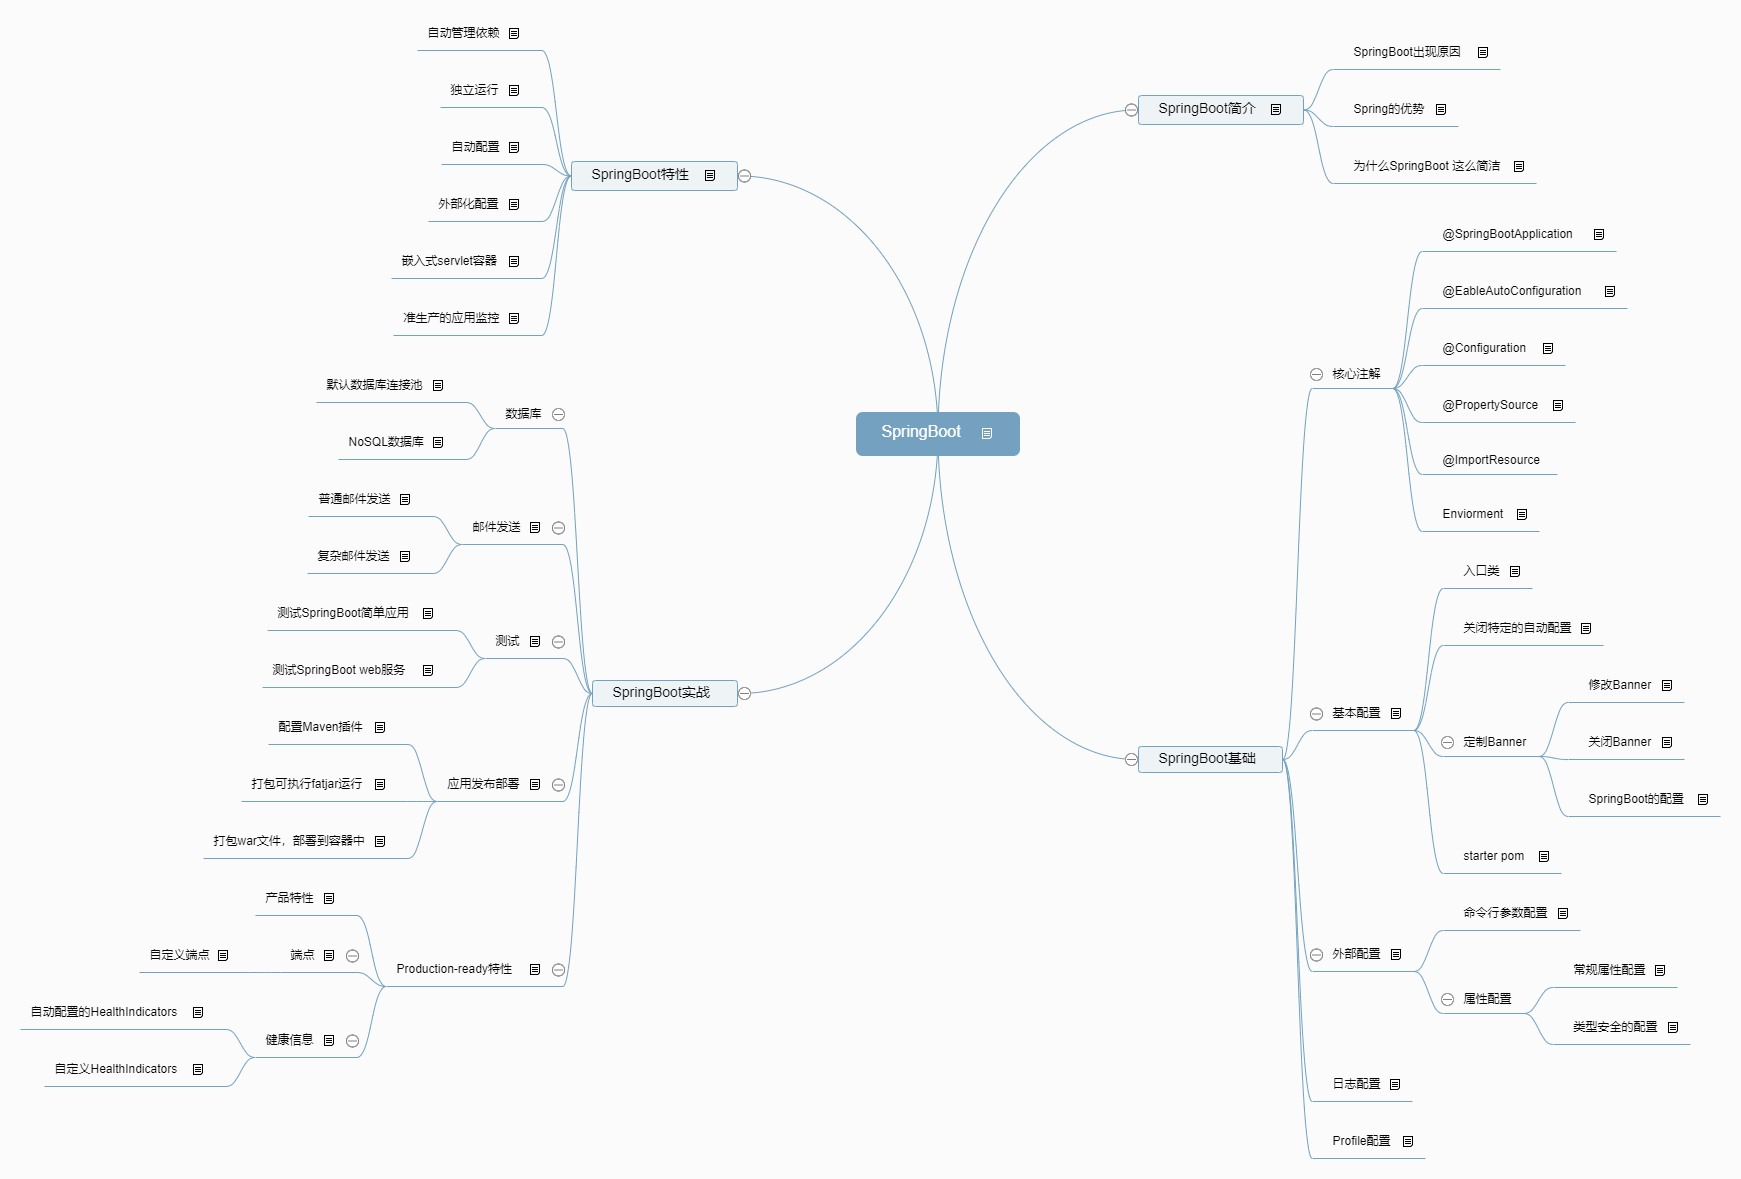 SpringBoot
SpringBoot简介
SpringBoot出现原因
Spring的优势
为什么SpringBoot 这么简洁
SpringBoot基础
核心注解
@SpringBootApplication
@EableAutoConfiguration
@Configuration
@PropertySource
@ImportResource
Enviorment
基本配置
入口类
关闭特定的自动配置
定制Banner
修改Banner
关闭Banner
SpringBoot的配置
starter pom
外部配置
命令行参数配置
属性配置
常规属性配置
类型安全的配置
日志配置
Profile配置
SpringBoot特性
自动管理依赖
独立运行
自动配置
外部化配置
嵌入式servlet容器
准生产的应用监控
SpringBoot实战
数据库
默认数据库连接池
NoSQL数据库
邮件发送
普通邮件发送
复杂邮件发送
测试
测试SpringBoot简单应用
测试SpringBoot web服务
应用发布部署
配置Maven插件
打包可执行fatjar运行
打包war文件，部署到容器中
Production-ready特性
产品特性
端点
自定义端点
健康信息
自动配置的HealthIndicators
自定义HealthIndicators